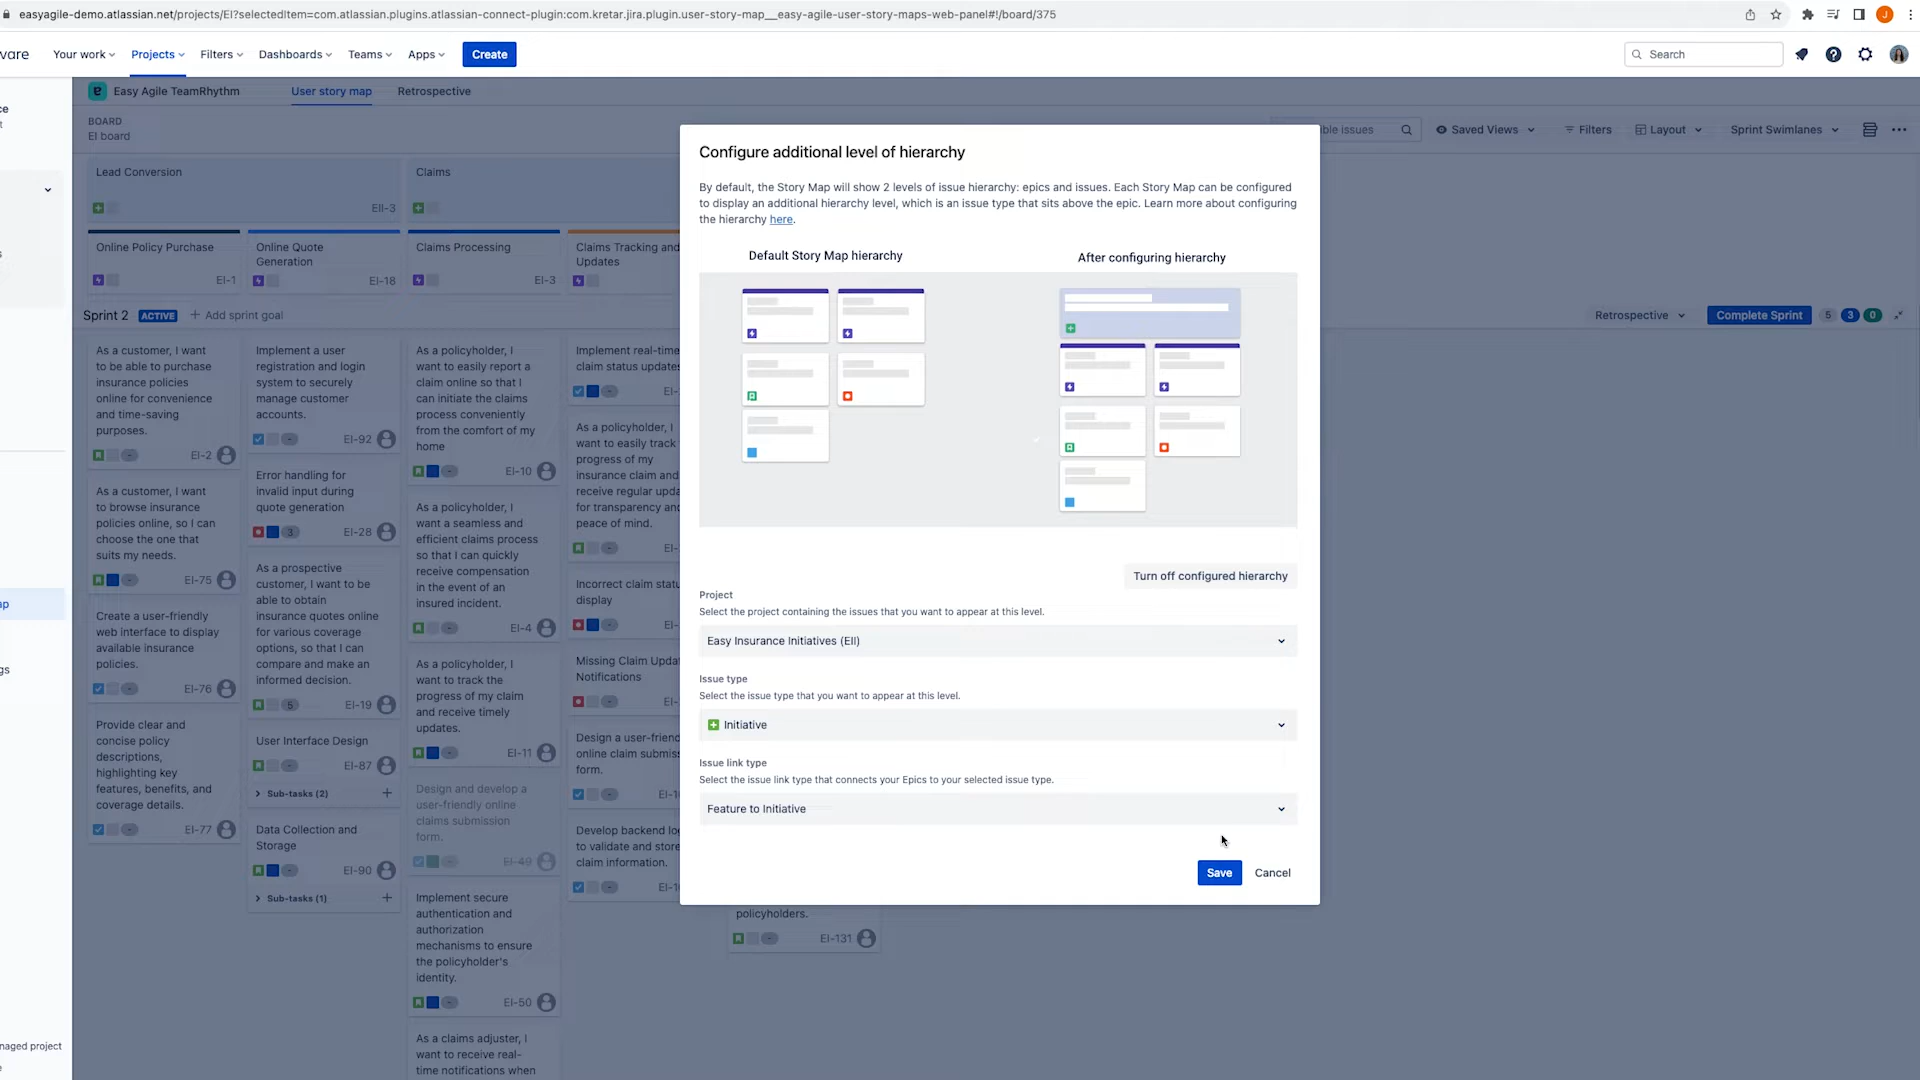 easyagile-demo.atlassian.net/projects/EI?selectedItem=com.atlassian.plugins.atlassian-connect-plugin:com.kretar.jira.plugin.user-story-map__easy-agile-user-story-maps-web-panel#!/board/375
J
vare
Your work
Projects
Filters
Dashboards
Teams
Apps
Create
Search
Easy Agile TeamRhythm
User story map
Retrospective
BOARD
EI board
ble issues
Saved Views
Filters
Layout
Sprint Swimlanes
Lead Conversion
EII-3
Claims
Online Policy Purchase
EI-1
Online Quote
Generation
EI-18
Claims Processing
EI-3
Claims Tracking and
Updates
Sprint 2
ACTIVE
Add sprint goal
Retrospective
Complete Sprint
5
3
0
As a customer, I want
to be able to purchase
insurance policies
online for convenience
and time-saving
purposes.
-
EI-2
As a customer, I want
to browse insurance
policies online, so I can
choose the one that
suits my needs.
-
EI-75
Create a user-friendly
web interface to display
available insurance
policies.
-
EI-76
Provide clear and
concise policy
descriptions,
highlighting key
features, benefits, and
coverage details.
-
EI-77
Implement a user
registration and login
system to securely
manage customer
accounts.
-
EI-92
Error handling for
invalid input during
quote generation
3
EI-28
As a prospective
customer, I want to be
able to obtain
insurance quotes online
for various coverage
options, so that I can
compare and make an
informed decision.
5
EI-19
User Interface Design
-
EI-87
Sub-tasks (2)
Data Collection and
Storage
-
EI-90
Sub-tasks (1)
As a policyholder, I
want to easily report a
claim online so that I
can initiate the claims
process conveniently
from the comfort of my
home
-
EI-10
As a policyholder, I
want a seamless and
efficient claims process
so that I can quickly
receive compensation
in the event of an
insured incident.
-
EI-4
As a policyholder, I
want to track the
progress of my claim
and receive timely
updates.
-
EI-11
Design and develop a
user-friendly online
claims submission
form.
-
EI-49
Implement secure
authentication and
authorization
mechanisms to ensure
the policyholder's
identity.
-
EI-50
As a claims adjuster, I
want to receive real-
time notifications when
Implement real-time
claim status updates
-
EI-
As a policyholder, I
want to easily track
progress of my
insurance claim and
receive regular upda
for transparency and
peace of mind.
-
EI-
Incorrect claim statu
display
-
EI-
Missing Claim Upda
Notifications
-
EI-
Design a user-friend
online claim submiss
form.
-
EI-1
Develop backend lo
to validate and store
claim information.
-
EI-1
policyholders.
-
EI-131
ce
t
s
ap
gs
naged project
e
Configure additional level of hierarchy
By default, the Story Map will show 2 levels of issue hierarchy: epics and issues. Each Story Map can be configured
to display an additional hierarchy level, which is an issue type that sits above the epic. Learn more about configuring
the hierarchy here.
Default Story Map hierarchy
After configuring hierarchy
Turn off configured hierarchy
Project
Select the project containing the issues that you want to appear at this level.
Easy Insurance Initiatives (EII)
Issue type
Select the issue type that you want to appear at this level.
Initiative
Issue link type
Select the issue link type that connects your Epics to your selected issue type.
Feature to Initiative
Save
Cancel